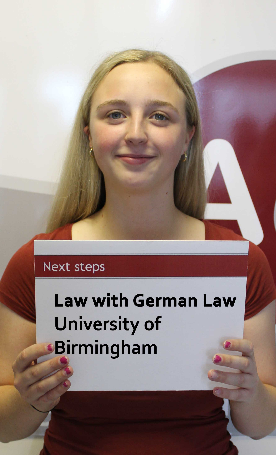 Next steps
Law with German Law
University of
Birmingham
A